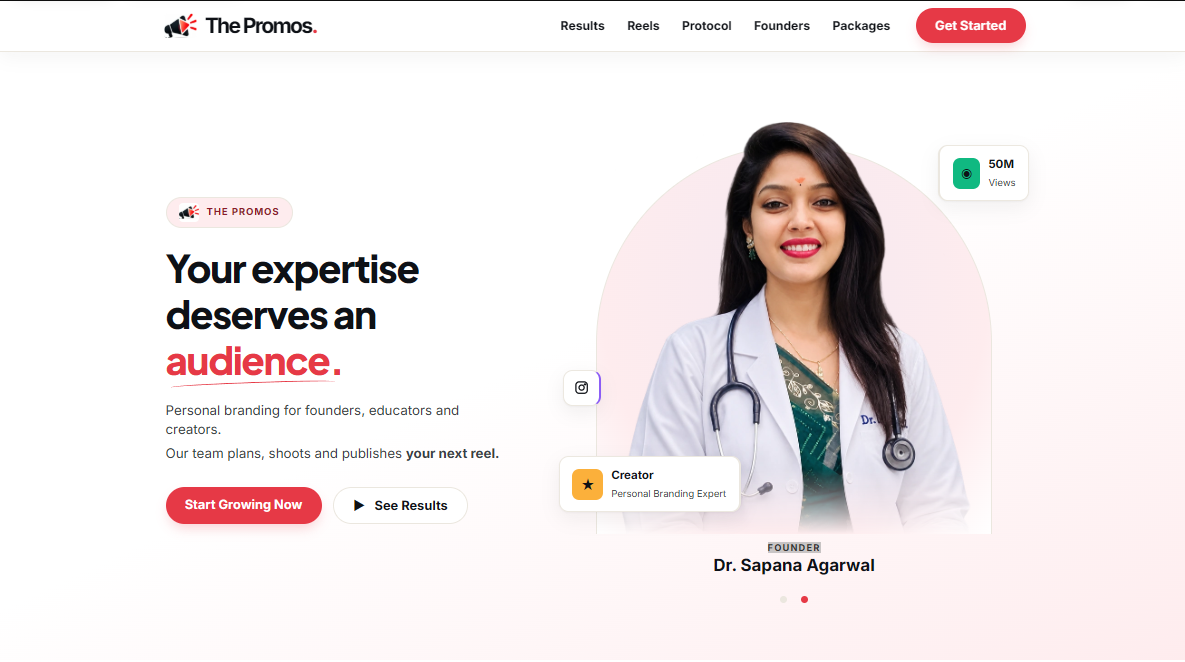 The Promos.
Results
Reels
Protocol
Founders
Packages
Get Started
THE PROMOS
Your expertise
deserves an
audience.
Personal branding for founders, educators and
creators.
Our team plans, shoots and publishes your next reel.
Start Growing Now
▶ See Results
50M
Views
Dr.
Creator
Personal Branding Expert
FOUNDER
Dr. Sapana Agarwal